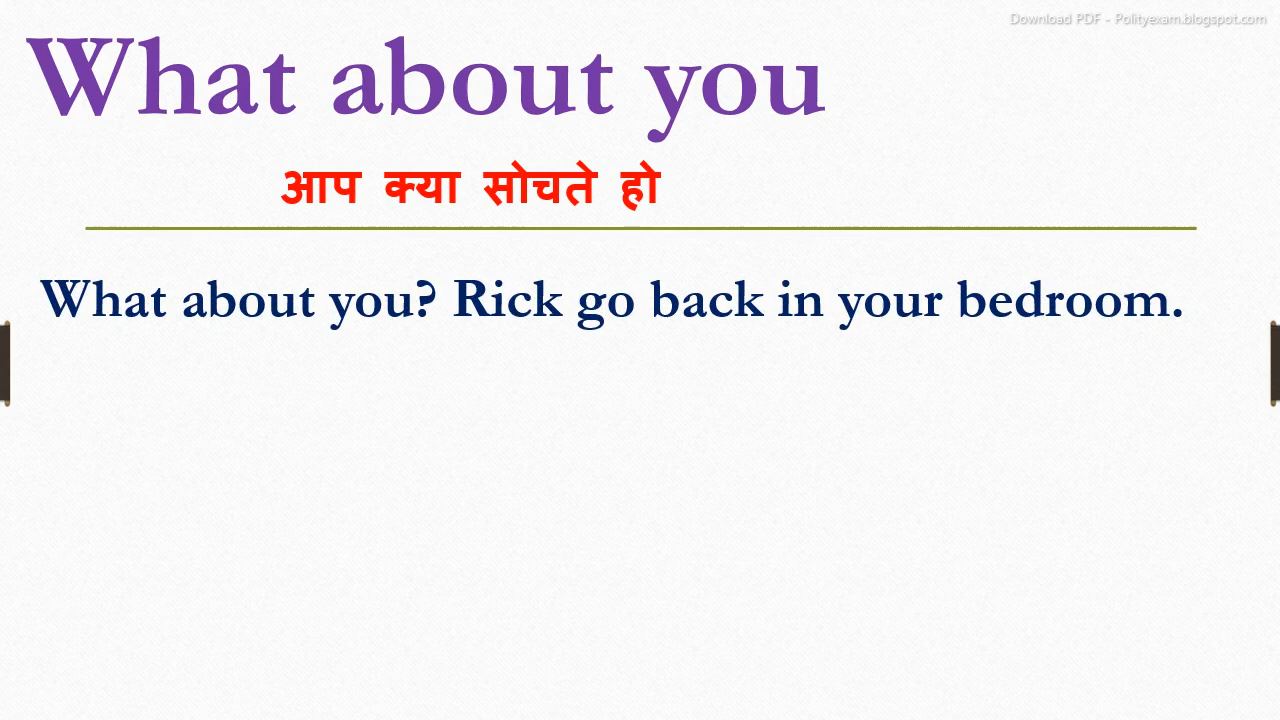 Download PDF - Polityexam.blogspot.com
What about you
आप क्या सोचते हो
What about you? Rick go back in your bedroom.